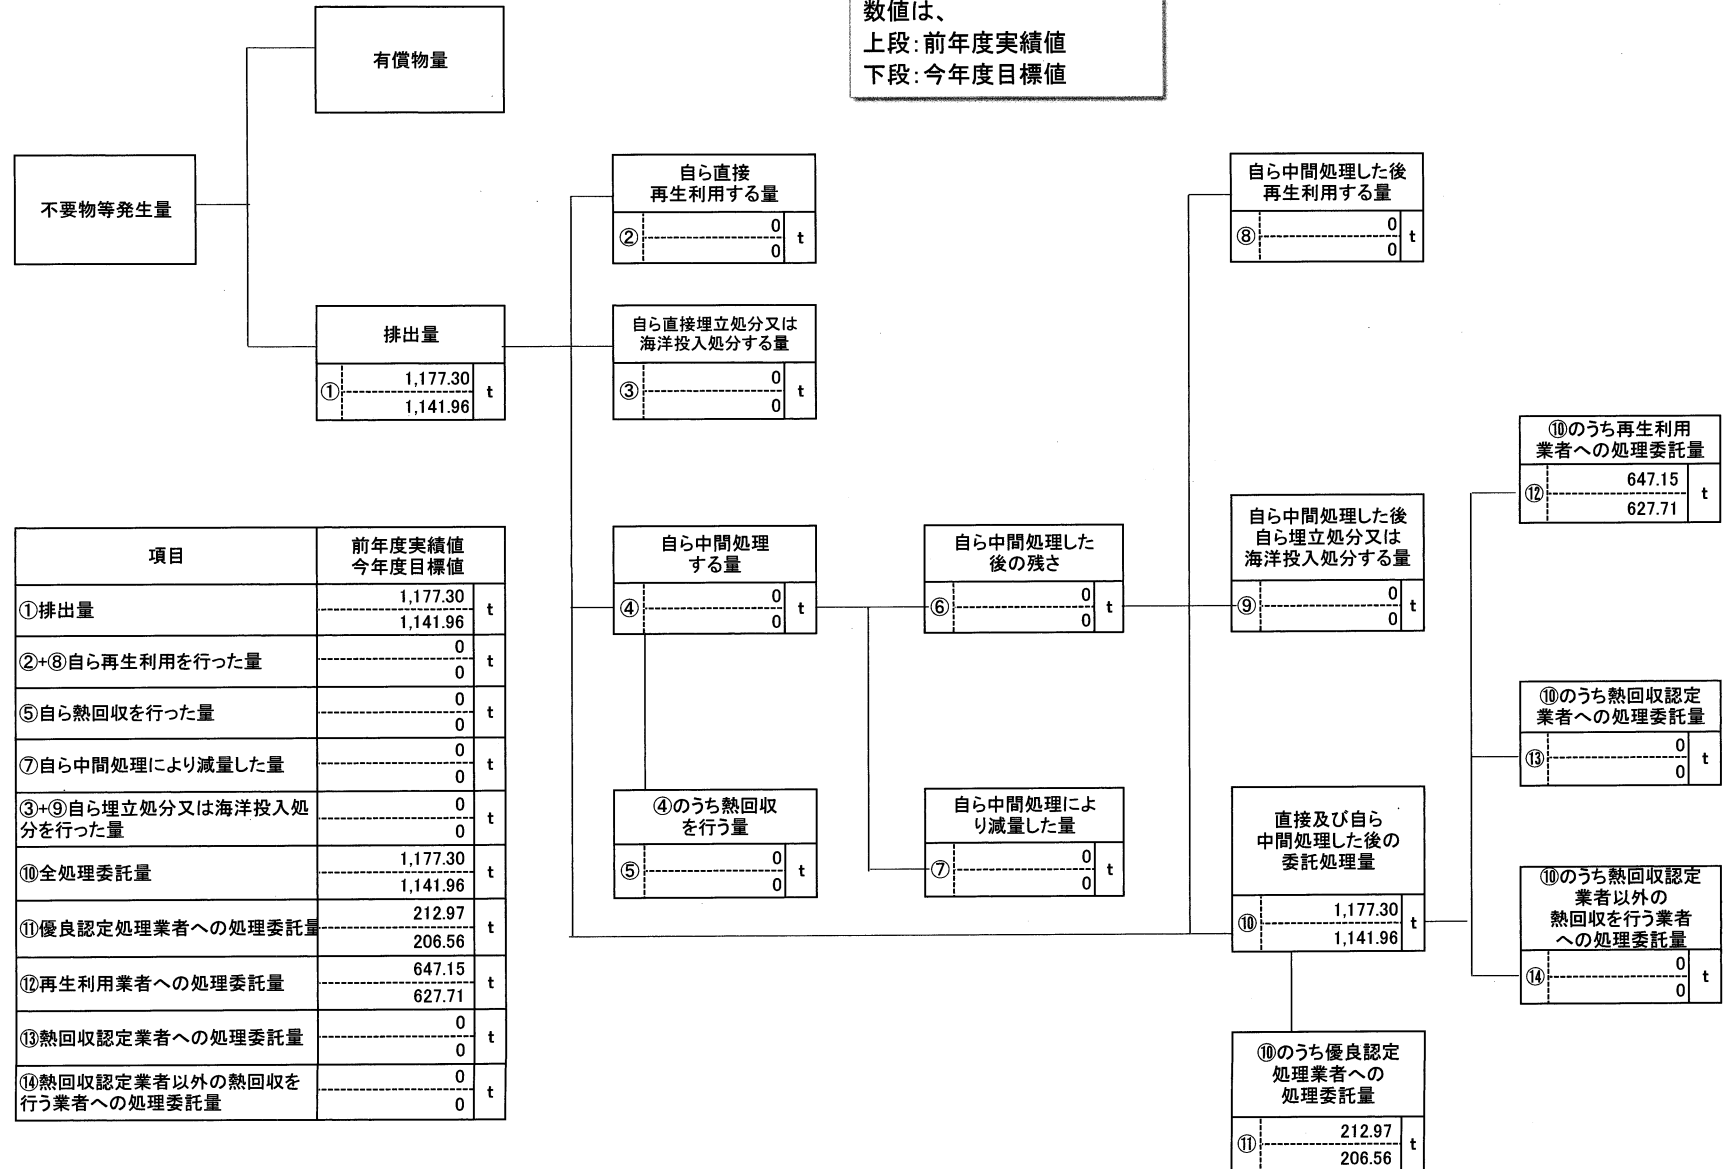 数値は、
上段：前年度実績値
下段：今年度目標値
有償物量
不要物等発生量
排出量
①
1,177.30
1,141.96
t
自ら直接
再生利用する量
②
0
0
t
自ら直接埋立処分又は
海洋投入処分する量
③
0
0
t
自ら中間処理
する量
④
0
0
t
④のうち熱回収
を行う量
⑤
0
0
t
自ら中間処理した
後の残さ
⑥
0
0
t
自ら中間処理によ
り減量した量
⑦
0
0
t
自ら中間処理した後
再生利用する量
⑧
0
0
t
自ら中間処理した後
自ら埋立処分又は
海洋投入処分する量
⑨
0
0
t
直接及び自ら
中間処理した後の
委託処理量
⑩
1,177.30
1,141.96
t
⑩のうち優良認定
処理業者への
処理委託量
⑪
212.97
206.56
t
⑩のうち再生利用
業者への処理委託量
⑫
647.15
627.71
t
⑩のうち熱回収認定
業者への処理委託量
⑬
0
0
t
⑩のうち熱回収認定
業者以外の
熱回収を行う業者
への処理委託量
⑭
0
0
t
項目
前年度実績値
今年度目標値
①排出量
1,177.30
1,141.96
t
②+⑧自ら再生利用を行った量
0
0
t
⑤自ら熱回収を行った量
0
0
t
⑦自ら中間処理により減量した量
0
0
t
③+⑨自ら埋立処分又は海洋投入処
分を行った量
0
0
t
⑩全処理委託量
1,177.30
1,141.96
t
⑪優良認定処理業者への処理委託量
212.97
206.56
t
⑫再生利用業者への処理委託量
647.15
627.71
t
⑬熱回収認定業者への処理委託量
0
0
t
⑭熱回収認定業者以外の熱回収を
行う業者への処理委託量
0
0
t